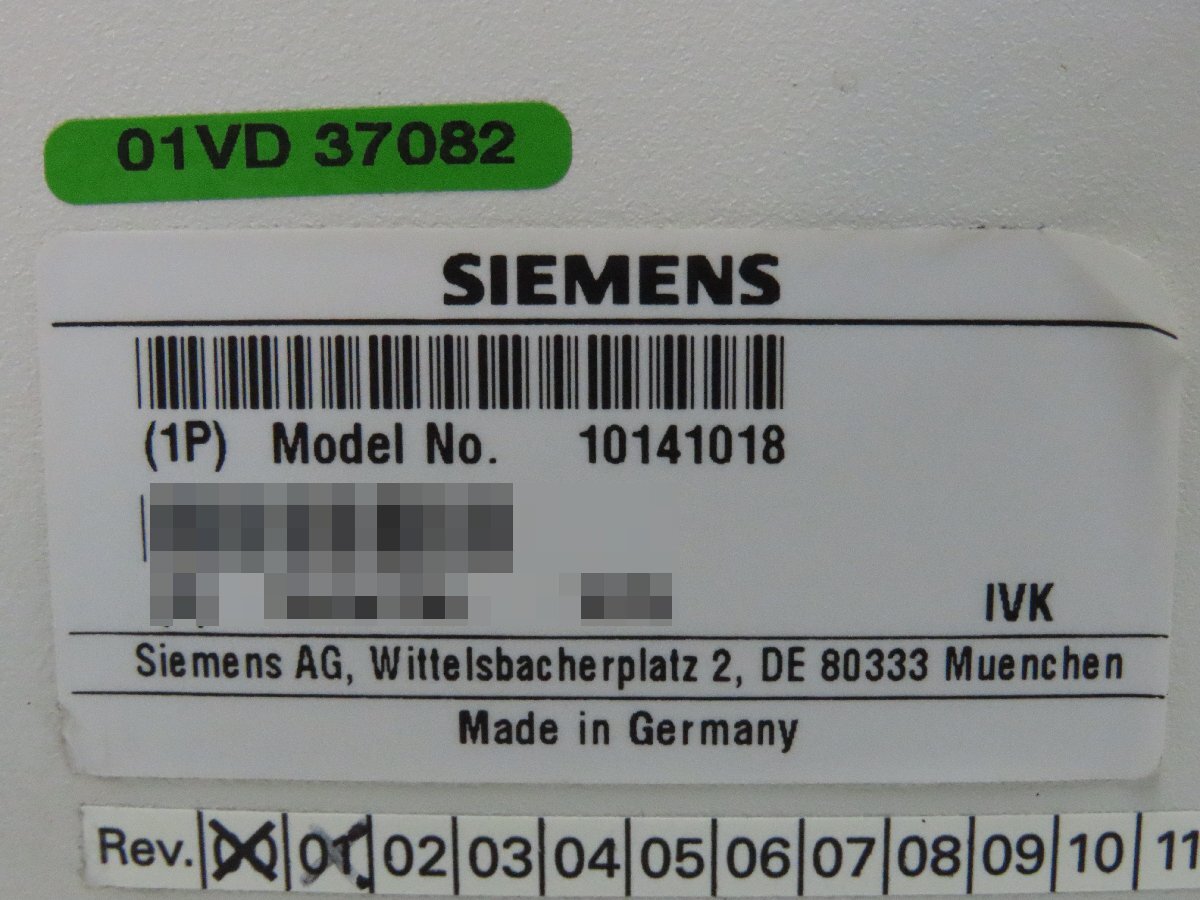 01VD 37082
SIEMENS
(1P) Model No. 10141018
IVK
Siemens AG, Wittelsbacherplatz 2, DE 80333 Muenchen
Made in Germany
Rev. 00 01 02 03 04 05 06 07 08 09 10 11